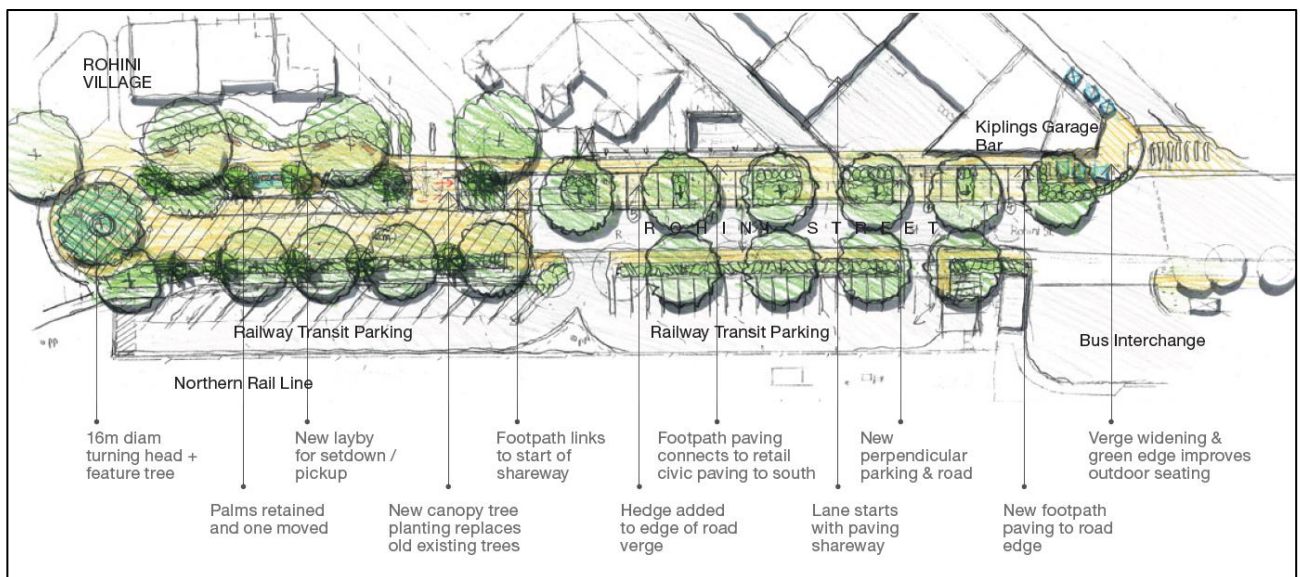 ROHINI
VILLAGE
Kiplings Garage
Bar
ROHINI STREET
Railway Transit Parking
Railway Transit Parking
Bus Interchange
Northern Rail Line
16m diam
turning head +
feature tree
New layby
for setdown /
pickup
Footpath links
to start of
shareway
Footpath paving
connects to retail
civic paving to south
New
perpendicular
parking & road
Verge widening &
green edge improves
outdoor seating
Palms retained
and one moved
New canopy tree
planting replaces
old existing trees
Hedge added
to edge of road
verge
Lane starts
with paving
shareway
New footpath
paving to road
edge